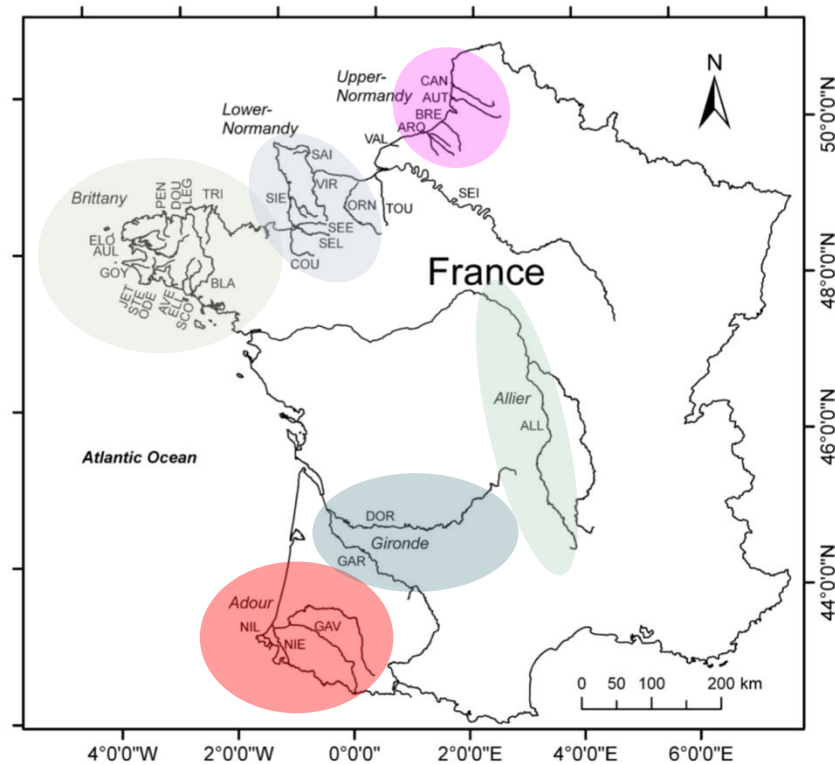 N
Upper-
Normandy
CAN
AUT
BRE
ARQ
VAL
Lower-
Normandy
SAI
VIR
SIE
ORN
TOU
SEI
SEE
SEL
COU
Brittany
PEN
DOU
LEG
TRI
ELO
AUL
GOY
BLA
JET
STE
ODE
AVE
ELL
SCO
France
Allier
ALL
Atlantic Ocean
DOR
Gironde
GAR
Adour
NIL
GAV
NIE
0 50 100 200 km
50°0'0"N
48°0'0"N
46°0'0"N
44°0'0"N
4°0'0"W 2°0'0"W 0°0'0" 2°0'0"E 4°0'0"E 6°0'0"E